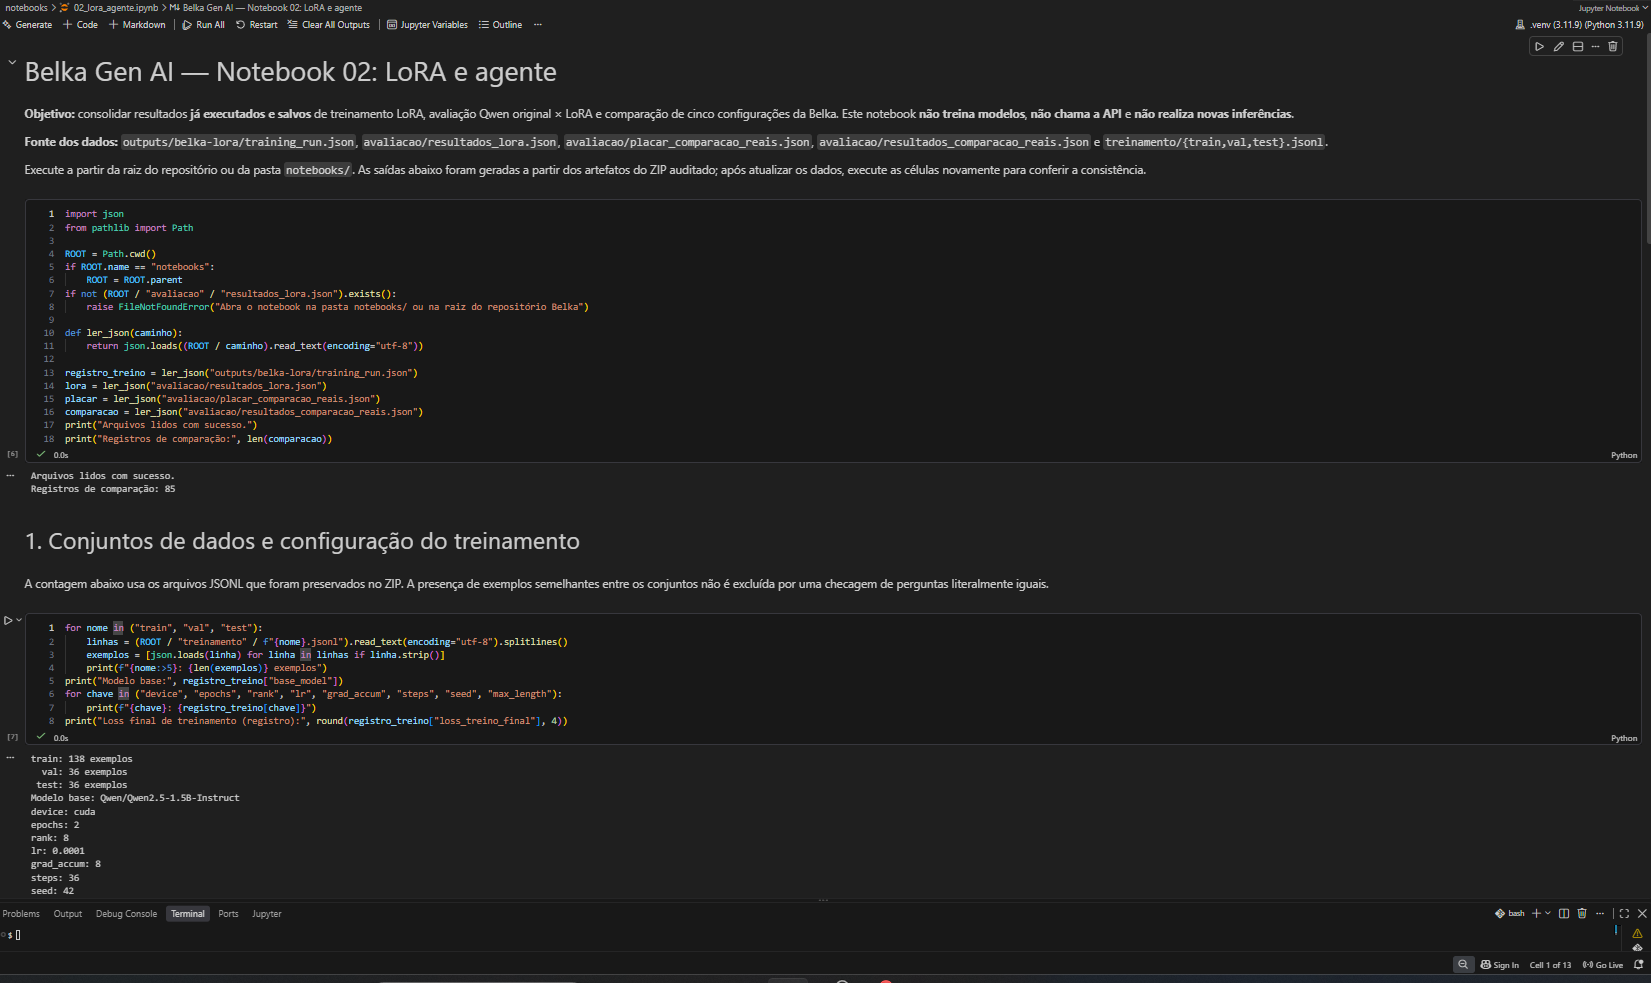 notebooks > 02_lora_agente.ipynb > M↓ Belka Gen AI — Notebook 02: LoRA e agente
Jupyter Notebook
Generate + Code + Markdown | Run All Restart Clear All Outputs | Jupyter Variables Outline ...
.venv (3.11.9) (Python 3.11.9)
Belka Gen AI — Notebook 02: LoRA e agente
Objetivo: consolidar resultados já executados e salvos de treinamento LoRA, avaliação Qwen original × LoRA e comparação de cinco configurações da Belka. Este notebook não treina modelos, não chama a API e não realiza novas inferências.
Fonte dos dados: outputs/belka-lora/training_run.json, avaliacao/resultados_lora.json, avaliacao/placar_comparacao_reais.json, avaliacao/resultados_comparacao_reais.json e treinamento/{train,val,test}.jsonl.
Execute a partir da raiz do repositório ou da pasta notebooks/. As saídas abaixo foram geradas a partir dos artefatos do ZIP auditado; após atualizar os dados, execute as células novamente para conferir a consistência.
1 import json
2 from pathlib import Path
3
4 ROOT = Path.cwd()
5 if ROOT.name == "notebooks":
6     ROOT = ROOT.parent
7 if not (ROOT / "avaliacao" / "resultados_lora.json").exists():
8     raise FileNotFoundError("Abra o notebook na pasta notebooks/ ou na raiz do repositório Belka")
9
10 def ler_json(caminho):
11     return json.loads((ROOT / caminho).read_text(encoding="utf-8"))
12
13 registro_treino = ler_json("outputs/belka-lora/training_run.json")
14 lora = ler_json("avaliacao/resultados_lora.json")
15 placar = ler_json("avaliacao/placar_comparacao_reais.json")
16 comparacao = ler_json("avaliacao/resultados_comparacao_reais.json")
17 print("Arquivos lidos com sucesso.")
18 print("Registros de comparação:", len(comparacao))
[6] 0.0s Python
Arquivos lidos com sucesso.
Registros de comparação: 85
1. Conjuntos de dados e configuração do treinamento
A contagem abaixo usa os arquivos JSONL que foram preservados no ZIP. A presença de exemplos semelhantes entre os conjuntos não é excluída por uma checagem de perguntas literalmente iguais.
1 for nome in ("train", "val", "test"):
2     linhas = (ROOT / "treinamento" / f"{nome}.jsonl").read_text(encoding="utf-8").splitlines()
3     exemplos = [json.loads(linha) for linha in linhas if linha.strip()]
4     print(f"{nome:>5}: {len(exemplos)} exemplos")
5 print("Modelo base:", registro_treino["base_model"])
6 for chave in ("device", "epochs", "rank", "lr", "grad_accum", "steps", "seed", "max_length"):
7     print(f"{chave}: {registro_treino[chave]}")
8 print("Loss final de treinamento (registro):", round(registro_treino["loss_treino_final"], 4))
[7] 0.0s Python
train: 138 exemplos
  val: 36 exemplos
 test: 36 exemplos
Modelo base: Qwen/Qwen2.5-1.5B-Instruct
device: cuda
epochs: 2
rank: 8
lr: 0.0001
grad_accum: 8
steps: 36
seed: 42
Problems Output Debug Console Terminal Ports Jupyter
bash
$
Sign In Cell 1 of 13 Go Live